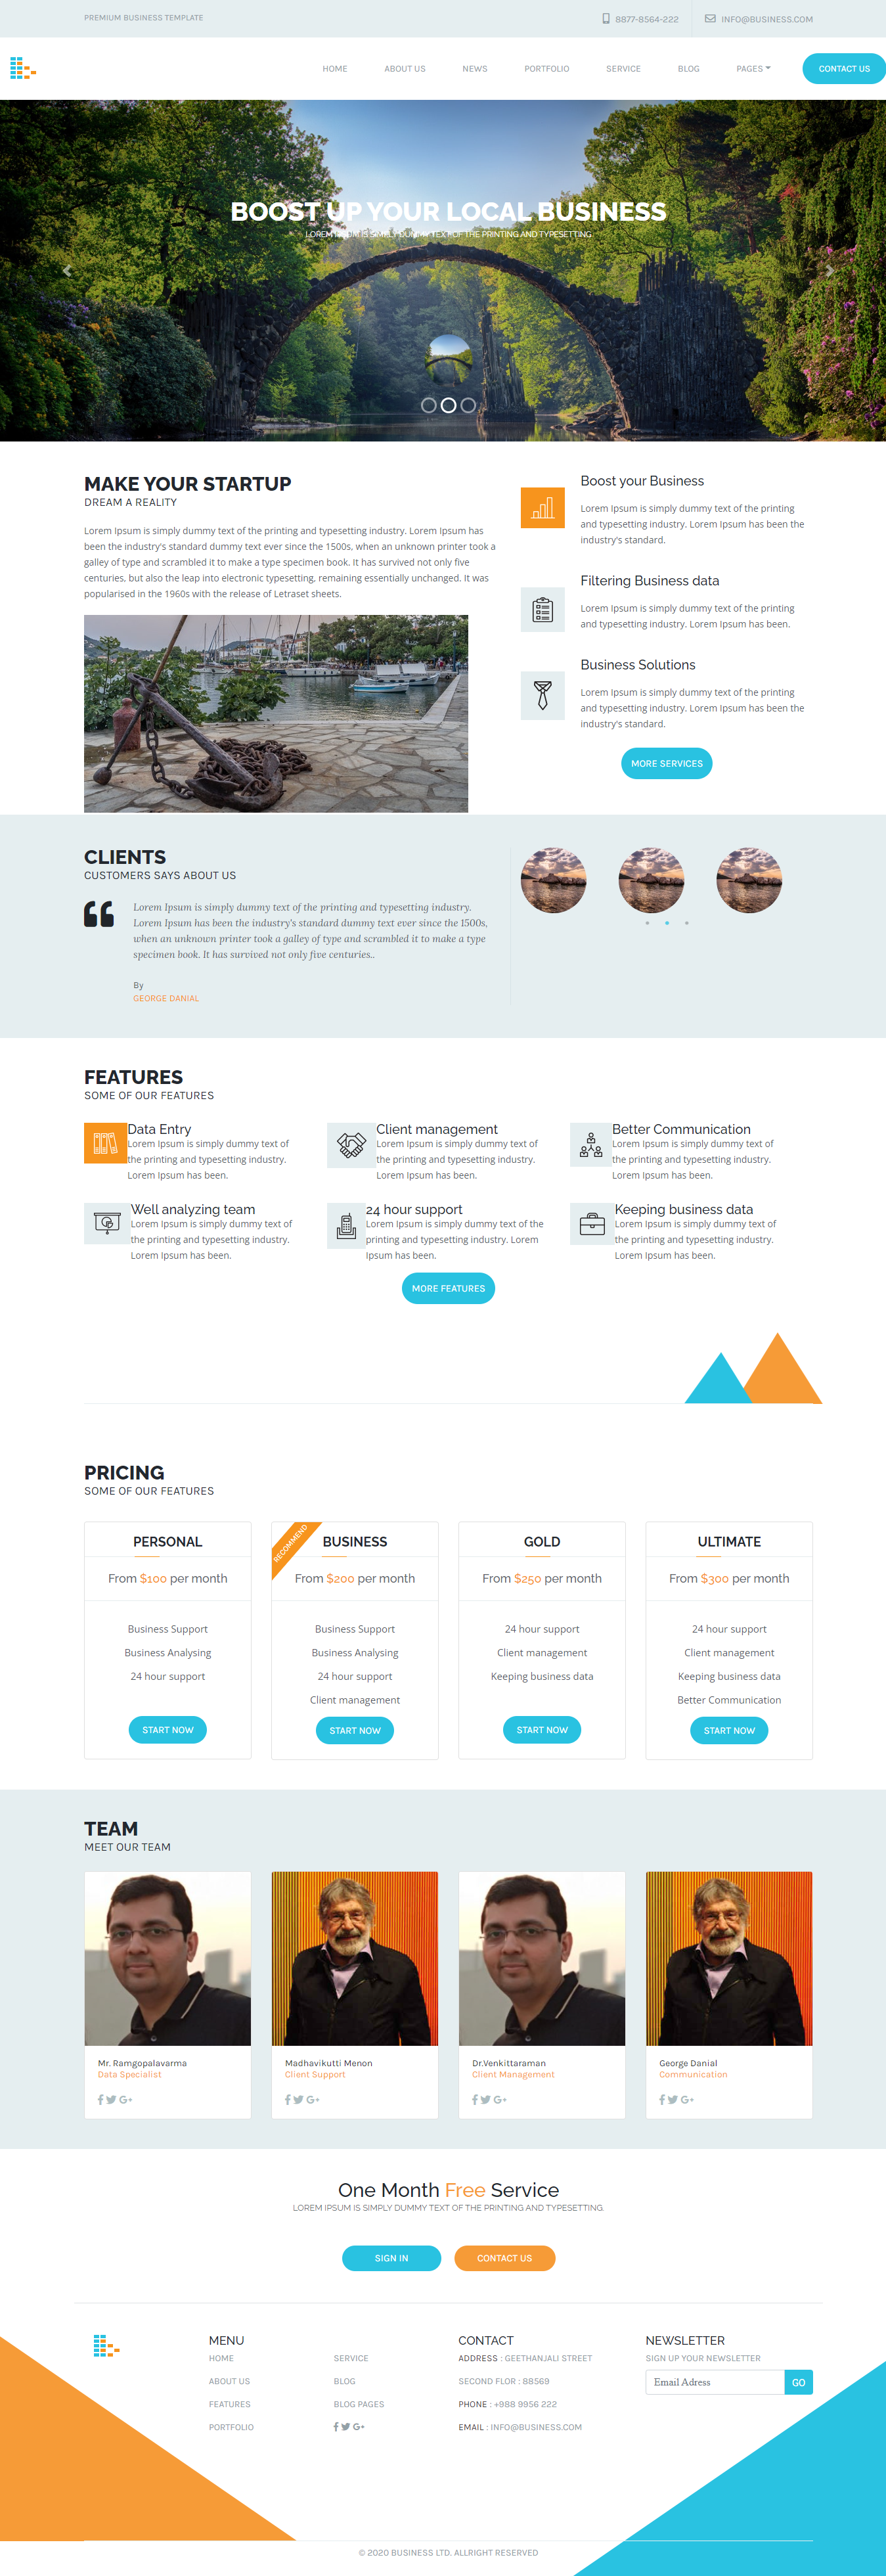 PREMIUM BUSINESS TEMPLATE
8877-8564-222
INFO@BUSINESS.COM
HOME ABOUT US NEWS PORTFOLIO SERVICE BLOG PAGES CONTACT US
BOOST UP YOUR LOCAL BUSINESS
LOREM IPSUM IS SIMPLY DUMMY TEXT OF THE PRINTING AND TYPESETTING
MAKE YOUR STARTUP
DREAM A REALITY
Lorem Ipsum is simply dummy text of the printing and typesetting industry. Lorem Ipsum has
been the industry's standard dummy text ever since the 1500s, when an unknown printer took a
galley of type and scrambled it to make a type specimen book. It has survived not only five
centuries, but also the leap into electronic typesetting, remaining essentially unchanged. It was
popularised in the 1960s with the release of Letraset sheets.
Boost your Business
Lorem Ipsum is simply dummy text of the printing
and typesetting industry. Lorem Ipsum has been the
industry's standard.
Filtering Business data
Lorem Ipsum is simply dummy text of the printing
and typesetting industry. Lorem Ipsum has been.
Business Solutions
Lorem Ipsum is simply dummy text of the printing
and typesetting industry. Lorem Ipsum has been the
industry's standard.
MORE SERVICES
CLIENTS
CUSTOMERS SAYS ABOUT US
Lorem Ipsum is simply dummy text of the printing and typesetting industry.
Lorem Ipsum has been the industry's standard dummy text ever since the 1500s,
when an unknown printer took a galley of type and scrambled it to make a type
specimen book. It has survived not only five centuries..
By
GEORGE DANIAL
FEATURES
SOME OF OUR FEATURES
Data Entry
Lorem Ipsum is simply dummy text of
the printing and typesetting industry.
Lorem Ipsum has been.
Client management
Lorem Ipsum is simply dummy text of
the printing and typesetting industry.
Lorem Ipsum has been.
Better Communication
Lorem Ipsum is simply dummy text of
the printing and typesetting industry.
Lorem Ipsum has been.
Well analyzing team
Lorem Ipsum is simply dummy text of
the printing and typesetting industry.
Lorem Ipsum has been.
24 hour support
Lorem Ipsum is simply dummy text of the
printing and typesetting industry. Lorem
Ipsum has been.
Keeping business data
Lorem Ipsum is simply dummy text of
the printing and typesetting industry.
Lorem Ipsum has been.
MORE FEATURES
PRICING
SOME OF OUR FEATURES
PERSONAL
From $100 per month
Business Support
Business Analysing
24 hour support
START NOW
RECOMMEND
BUSINESS
From $200 per month
Business Support
Business Analysing
24 hour support
Client management
START NOW
GOLD
From $250 per month
24 hour support
Client management
Keeping business data
START NOW
ULTIMATE
From $300 per month
24 hour support
Client management
Keeping business data
Better Communication
START NOW
TEAM
MEET OUR TEAM
Mr. Ramgopalavarma
Data Specialist
Madhavikutti Menon
Client Support
Dr.Venkittaraman
Client Management
George Danial
Communication
One Month Free Service
LOREM IPSUM IS SIMPLY DUMMY TEXT OF THE PRINTING AND TYPESETTING.
SIGN IN
CONTACT US
MENU
HOME
ABOUT US
FEATURES
PORTFOLIO
SERVICE
BLOG
BLOG PAGES
CONTACT
ADDRESS : GEETHANJALI STREET
SECOND FLOR : 88569
PHONE : +988 9956 222
EMAIL : INFO@BUSINESS.COM
NEWSLETTER
SIGN UP YOUR NEWSLETTER
Email Adress GO
© 2020 BUSINESS LTD. ALLRIGHT RESERVED